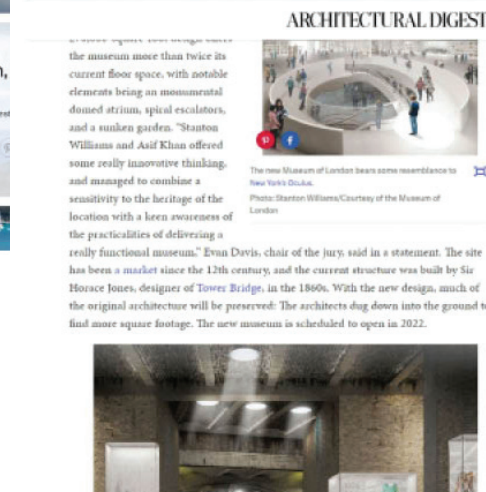 ARCHITECTURAL DIGEST
the museum more than twice its
current floor space, with notable
elements being an monumental
domed atrium, spiral escalators,
and a sunken garden. "Stanton
Williams and Asif Khan offered
some really innovative thinking,
and managed to combine a
sensitivity to the heritage of the
location with a keen awareness of
the practicalities of delivering a
The new Museum of London bears some resemblance to
New York's Oculus.
Photo: Stanton Williams/Courtesy of the Museum of
London
really functional museum," Evan Davis, chair of the jury, said in a statement. The site
has been a market since the 12th century, and the current structure was built by Sir
Horace Jones, designer of Tower Bridge, in the 1860s. With the new design, much of
the original architecture will be preserved: The architects dug down into the ground to
find more square footage. The new museum is scheduled to open in 2022.